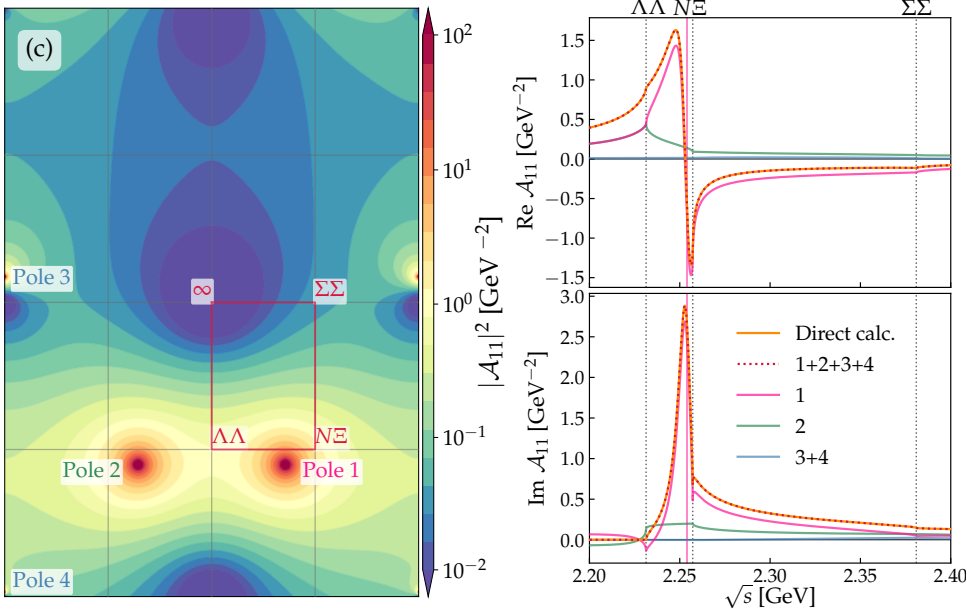 (c)
Pole 3
∞
ΣΣ
ΛΛ
NΞ
Pole 2
Pole 1
Pole 4
10²
10¹
10⁰
10⁻¹
10⁻²
|𝒜₁₁|² [GeV⁻²]
ΛΛ NΞ ΣΣ
Re 𝒜₁₁ [GeV⁻²]
1.5
1.0
0.5
0.0
−0.5
−1.0
−1.5
Im 𝒜₁₁ [GeV⁻²]
3.0
2.5
2.0
1.5
1.0
0.5
0.0
Direct calc.
1+2+3+4
1
2
3+4
2.20 2.25 2.30 2.35 2.40
√s [GeV]